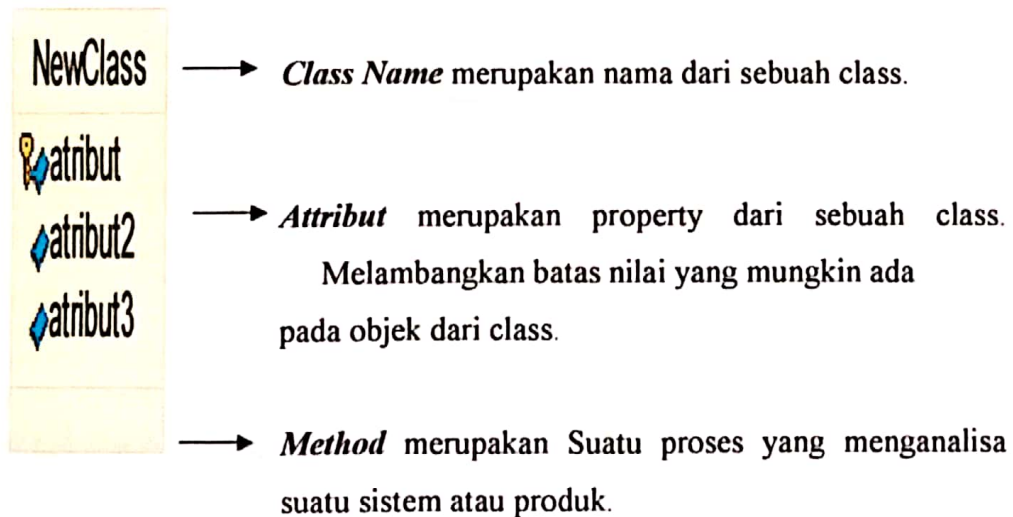 NewClass
Class Name merupakan nama dari sebuah class.
atribut
atribut2
atribut3
Attribut merupakan property dari sebuah class.
Melambangkan batas nilai yang mungkin ada
pada objek dari class.
Method merupakan Suatu proses yang menganalisa
suatu sistem atau produk.